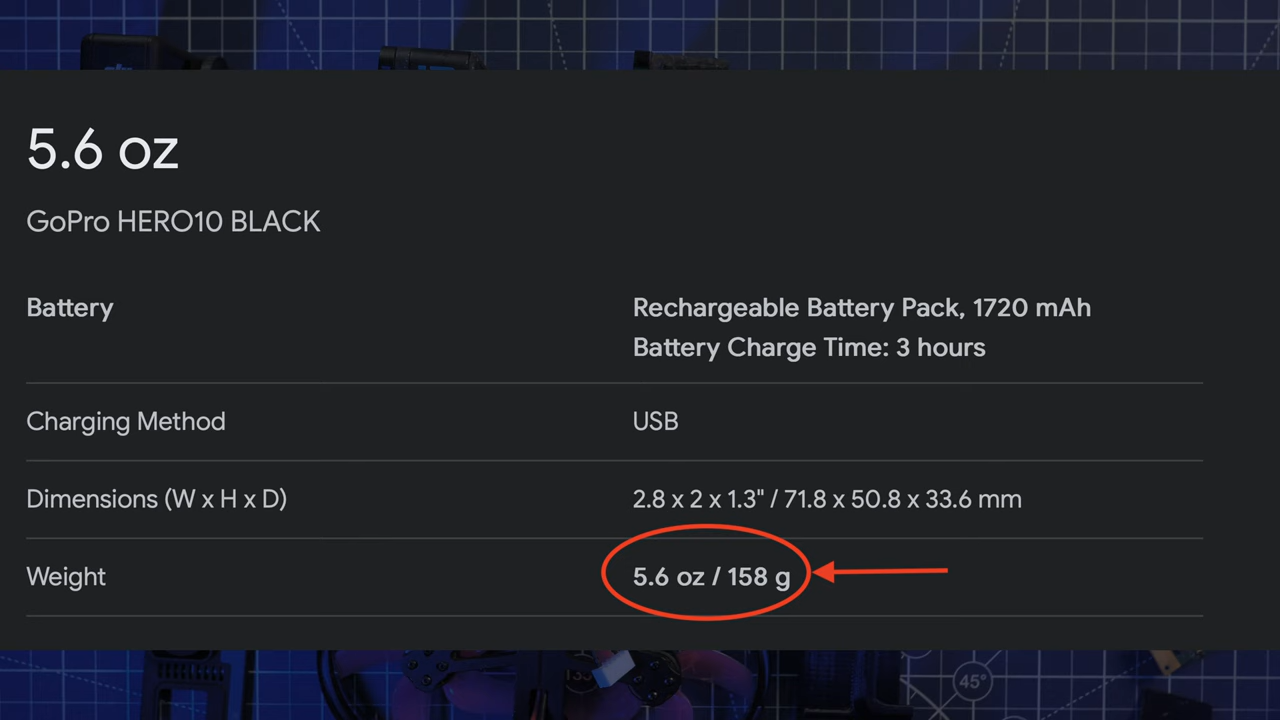 5.6 oz
GoPro HERO10 BLACK
Battery
Rechargeable Battery Pack, 1720 mAh
Battery Charge Time: 3 hours
Charging Method
USB
Dimensions (W x H x D)
2.8 x 2 x 1.3" / 71.8 x 50.8 x 33.6 mm
Weight
5.6 oz / 158 g
45°